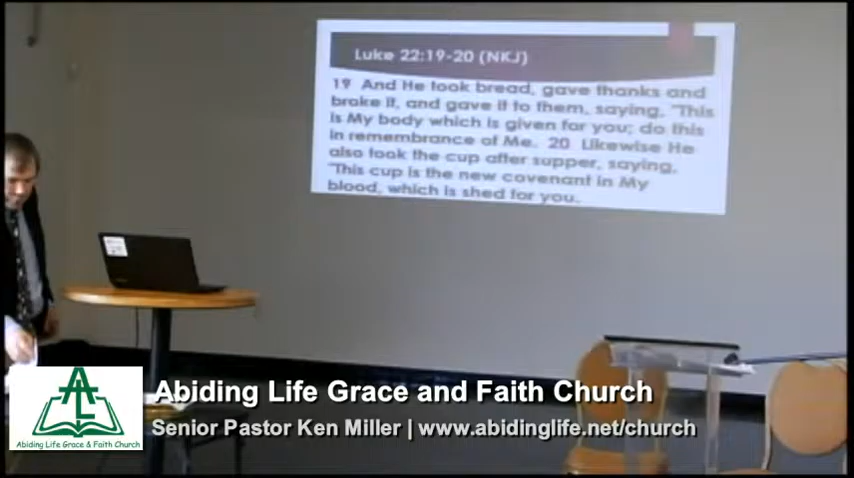 Luke 22:19-20 (NKJ)
19 And He took bread, gave thanks and
broke it, and gave it to them, saying, "This
is My body which is given for you; do this
in remembrance of Me. 20 Likewise He
also took the cup after supper, saying,
"This cup is the new covenant in My
blood, which is shed for you.
Abiding Life Grace and Faith Church
Senior Pastor Ken Miller | www.abidinglife.net/church
AL
Abiding Life Grace & Faith Church